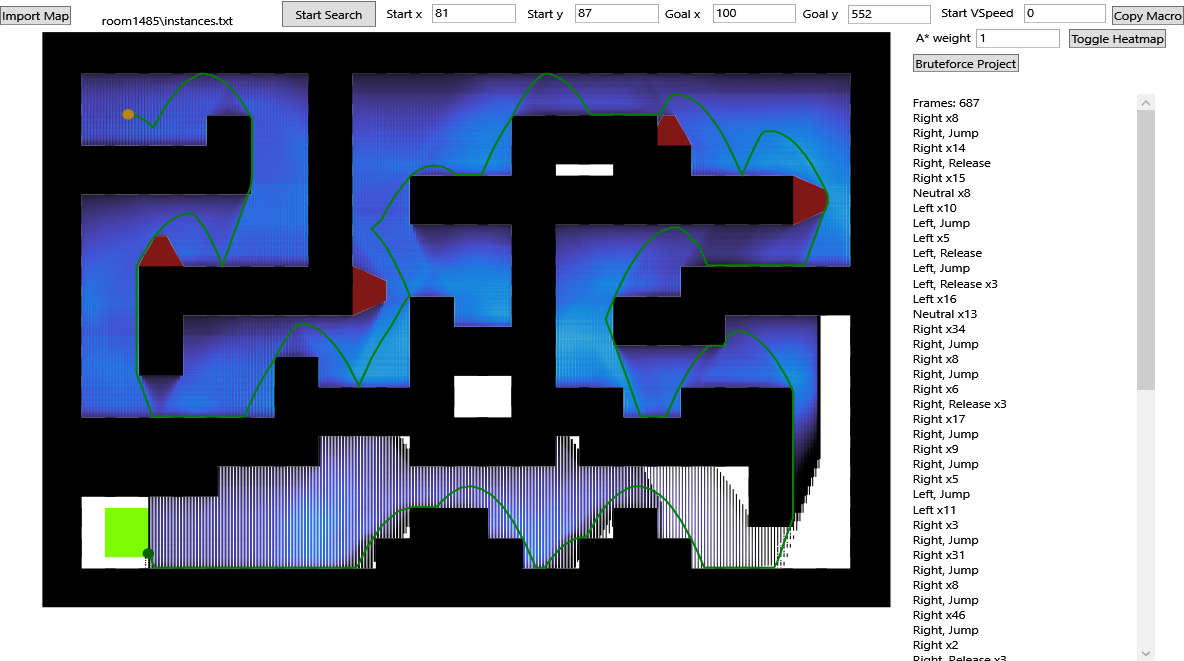 Import Map
room1485\instances.txt
Start Search
Start x 81
Start y 87
Goal x 100
Goal y 552
Start VSpeed 0
Copy Macro
A* weight 1
Toggle Heatmap
Bruteforce Project
Frames: 687
Right x8
Right, Jump
Right x14
Right, Release
Right x15
Neutral x8
Left x10
Left, Jump
Left x5
Left, Release
Left, Jump
Left, Release x3
Left x16
Neutral x13
Right x34
Right, Jump
Right x8
Right, Jump
Right x6
Right, Release x3
Right x17
Right, Jump
Right x9
Right, Jump
Right x5
Left, Jump
Left x11
Right x3
Right, Jump
Right x31
Right, Jump
Right x8
Right, Jump
Right x46
Right, Jump
Right x2
Right, Release x3